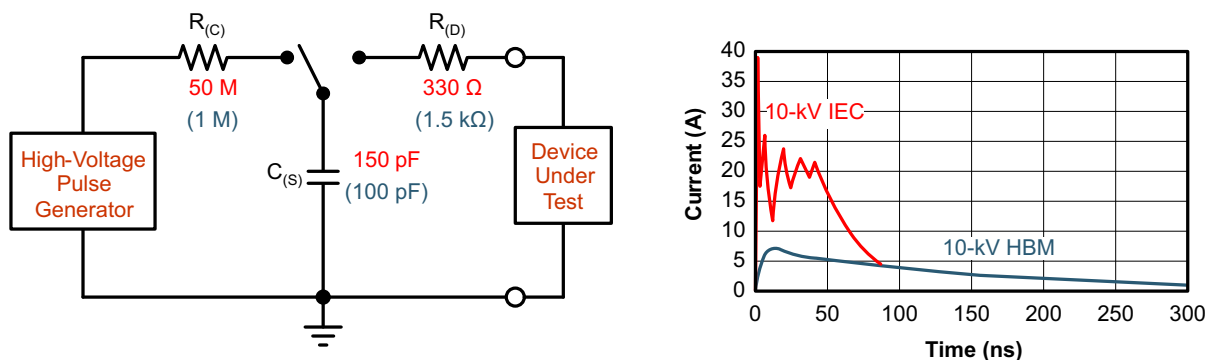 R(C)
50 M
(1 M)
R(D)
330 Ω
(1.5 kΩ)
High-Voltage
Pulse
Generator
C(S)
150 pF
(100 pF)
Device
Under
Test
Current (A)
40
35
30
25
20
15
10
5
0
10-kV IEC
10-kV HBM
0
50
100
150
200
250
300
Time (ns)